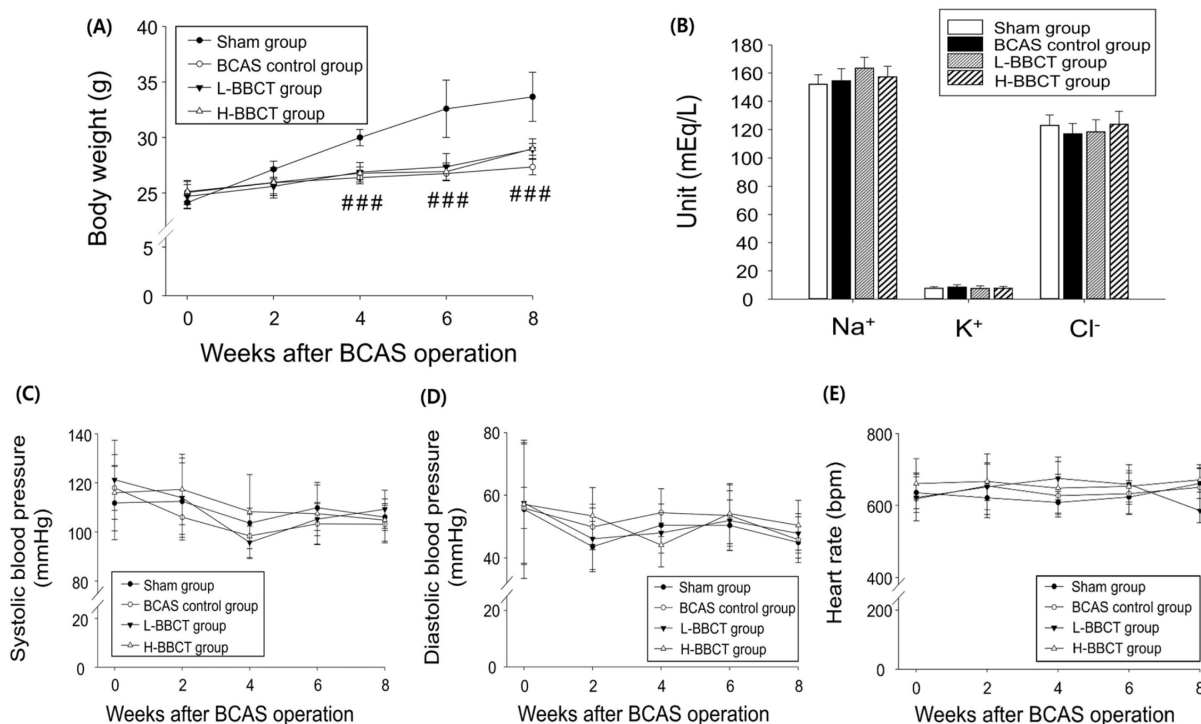 (A)
Sham group
BCAS control group
L-BBCT group
H-BBCT group
Body weight (g)
40
35
30
25
5
0
### ### ###
0 2 4 6 8
Weeks after BCAS operation
(B)
Sham group
BCAS control group
L-BBCT group
H-BBCT group
Unit (mEq/L)
180
160
140
120
100
80
60
40
20
0
Na⁺ K⁺ Cl⁻
(C)
Systolic blood pressure
(mmHg)
140
120
100
80
20
0
Sham group
BCAS control group
L-BBCT group
H-BBCT group
0 2 4 6 8
Weeks after BCAS operation
(D)
Diastolic blood pressure
(mmHg)
80
60
40
20
0
Sham group
BCAS control group
L-BBCT group
H-BBCT group
0 2 4 6 8
Weeks after BCAS operation
(E)
Heart rate (bpm)
800
600
400
200
0
Sham group
BCAS control group
L-BBCT group
H-BBCT group
0 2 4 6 8
Weeks after BCAS operation